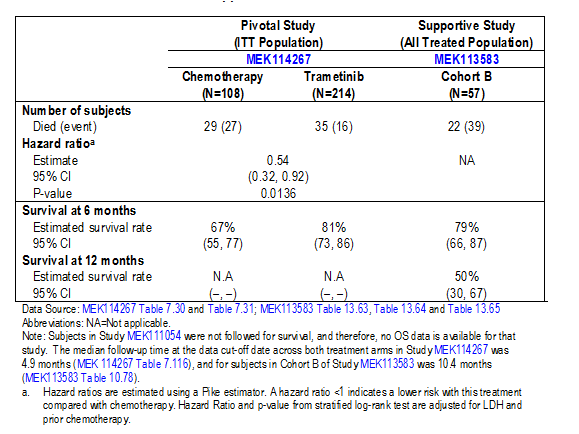 Pivotal Study Supportive Study
(ITT Population) (All Treated Population)
MEK114267 MEK113583
Chemotherapy Trametinib Cohort B
(N=108) (N=214) (N=57)
Number of subjects
Died (event) 29 (27) 35 (16) 22 (39)
Hazard ratioᵃ
Estimate 0.54 NA
95% CI (0.32, 0.92)
P-value 0.0136
Survival at 6 months
Estimated survival rate 67% 81% 79%
95% CI (55, 77) (73, 86) (66, 87)
Survival at 12 months
Estimated survival rate N.A N.A 50%
95% CI (–, –) (–, –) (30, 67)
Data Source: MEK114267 Table 7.30 and Table 7.31; MEK113583 Table 13.63, Table 13.64 and Table 13.65
Abbreviations: NA=Not applicable.
Note: Subjects in Study MEK111054 were not followed for survival, and therefore, no OS data is available for that
study. The median follow-up time at the data cut-off date across both treatment arms in Study MEK114267 was
4.9 months (MEK 114267 Table 7.116), and for subjects in Cohort B of Study MEK113583 was 10.4 months
(MEK113583 Table 10.78).
a. Hazard ratios are estimated using a Pike estimator. A hazard ratio <1 indicates a lower risk with this treatment
compared with chemotherapy. Hazard Ratio and p-value from stratified log-rank test are adjusted for LDH and
prior chemotherapy.